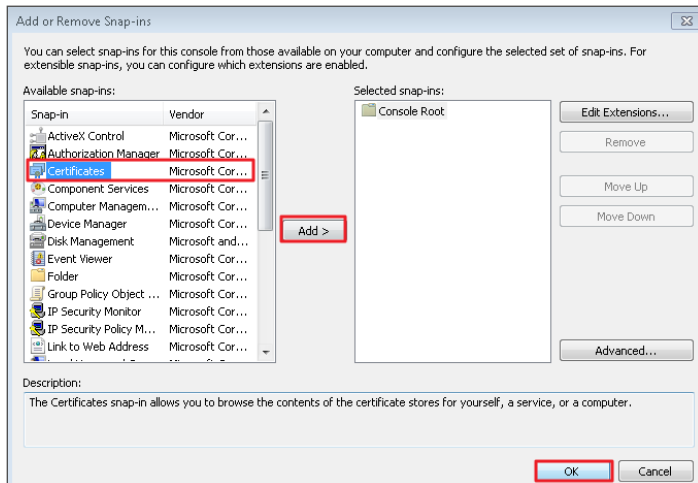 Add or Remove Snap-ins
You can select snap-ins for this console from those available on your computer and configure the selected set of snap-ins. For
extensible snap-ins, you can configure which extensions are enabled.
Available snap-ins:
Selected snap-ins:
Snap-in Vendor
ActiveX Control Microsoft Cor...
Authorization Manager Microsoft Cor...
Certificates Microsoft Cor...
Component Services Microsoft Cor...
Computer Managem... Microsoft Cor...
Device Manager Microsoft Cor...
Disk Management Microsoft and...
Event Viewer Microsoft Cor...
Folder Microsoft Cor...
Group Policy Object ... Microsoft Cor...
IP Security Monitor Microsoft Cor...
IP Security Policy M... Microsoft Cor...
Link to Web Address Microsoft Cor...
Add >
Console Root
Edit Extensions...
Remove
Move Up
Move Down
Advanced...
Description:
The Certificates snap-in allows you to browse the contents of the certificate stores for yourself, a service, or a computer.
OK
Cancel